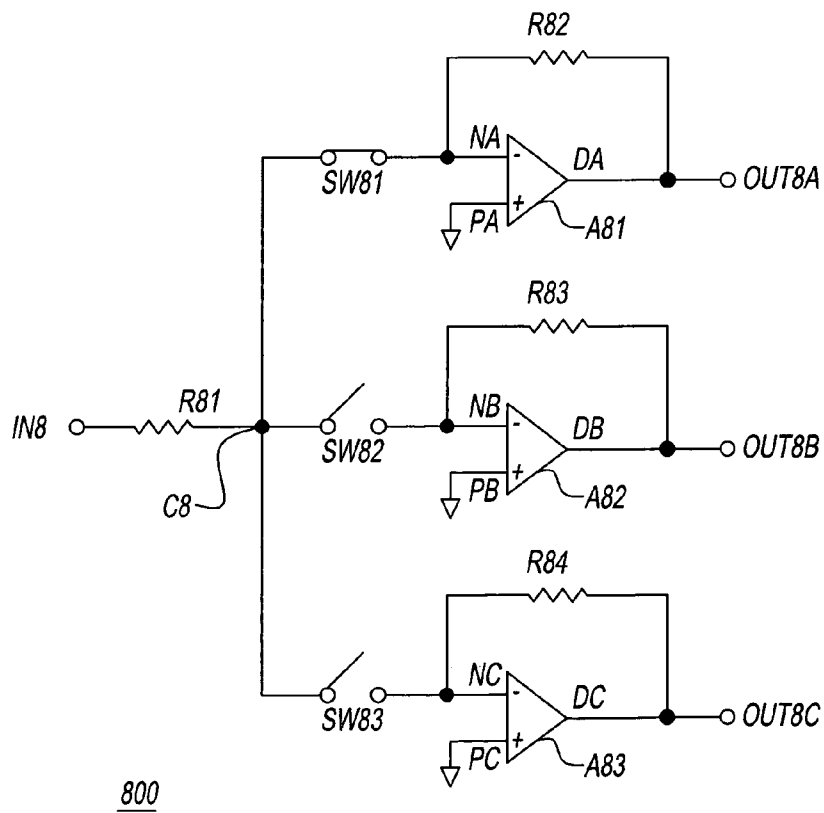 R82
NA
-
DA
SW81
OUT8A
PA
+
A81
R83
R81
IN8
NB
-
DB
SW82
OUT8B
PB
+
A82
C8
R84
NC
-
DC
SW83
OUT8C
PC
+
A83
800